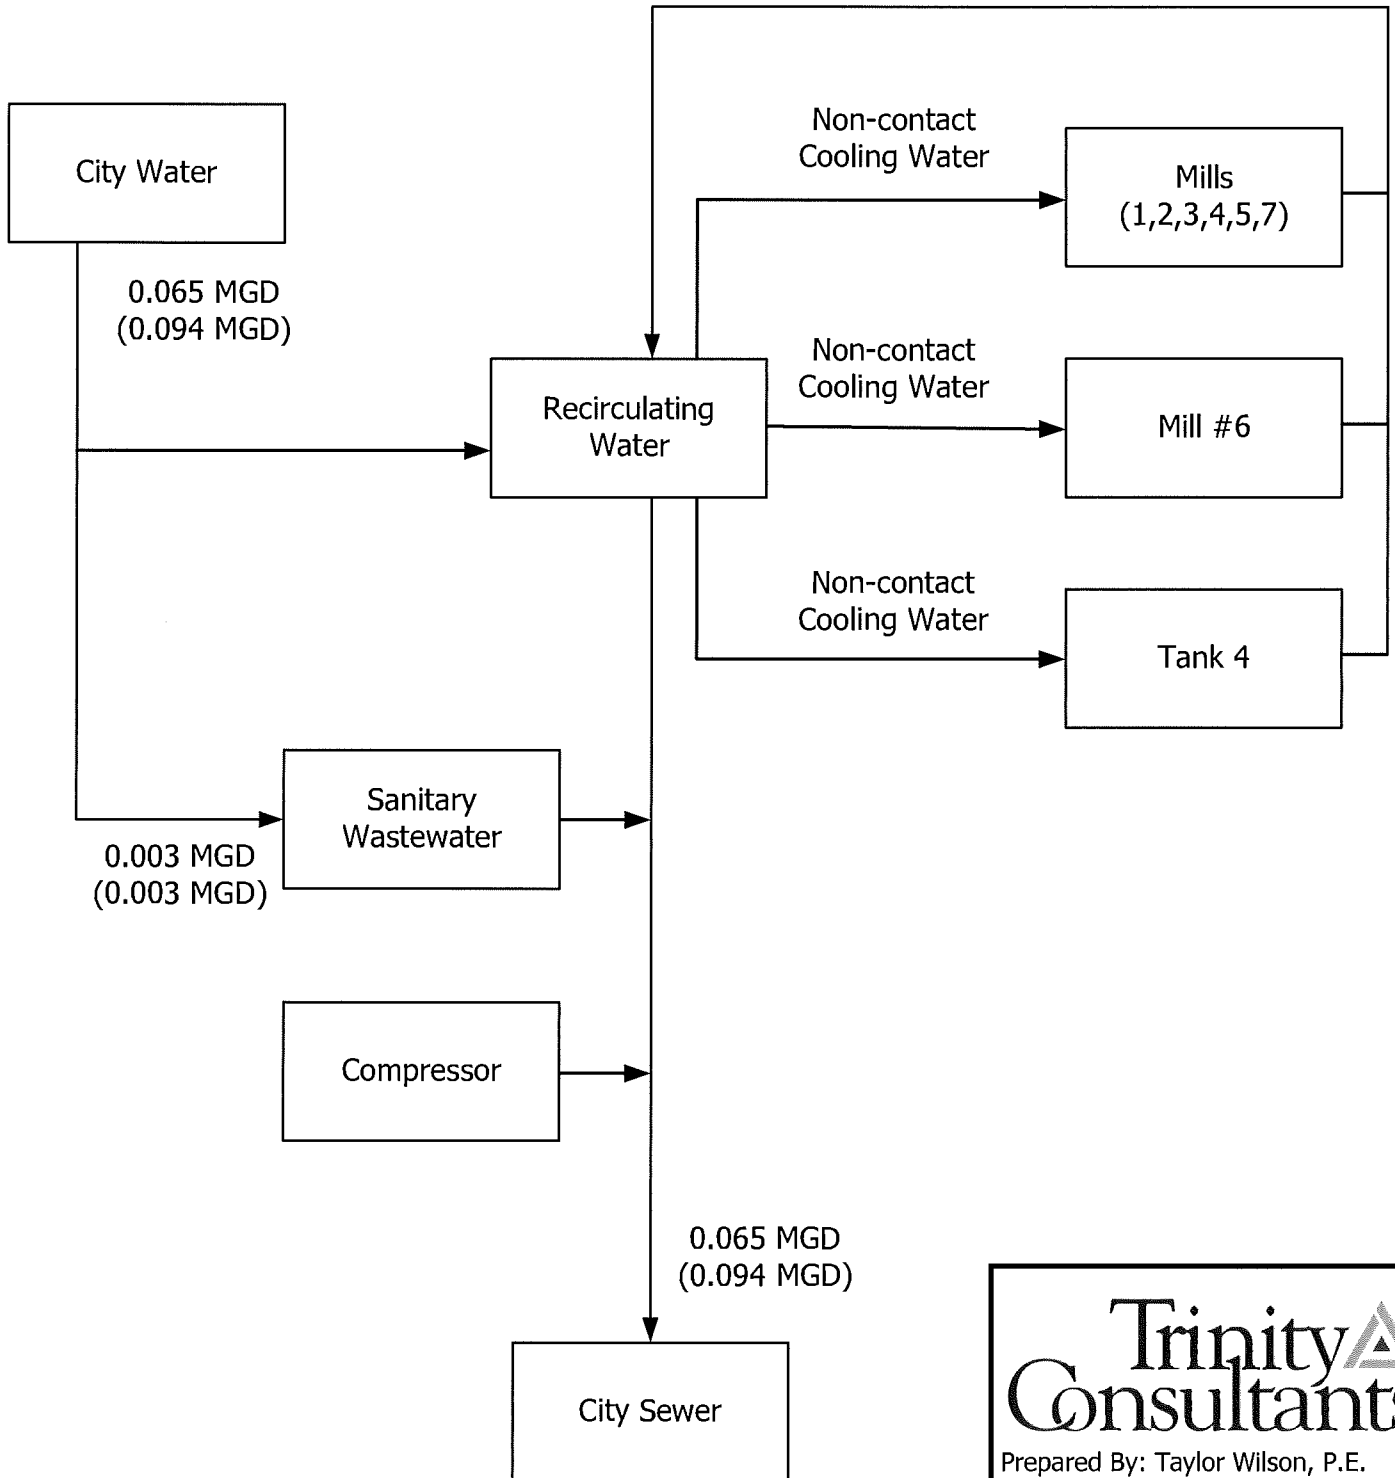 City Water
0.065 MGD
(0.094 MGD)
Non-contact
Cooling Water
Mills
(1,2,3,4,5,7)
Recirculating
Water
Non-contact
Cooling Water
Mill #6
Non-contact
Cooling Water
Tank 4
Sanitary
Wastewater
0.003 MGD
(0.003 MGD)
Compressor
0.065 MGD
(0.094 MGD)
City Sewer
Trinity
Consultants
Prepared By: Taylor Wilson, P.E.